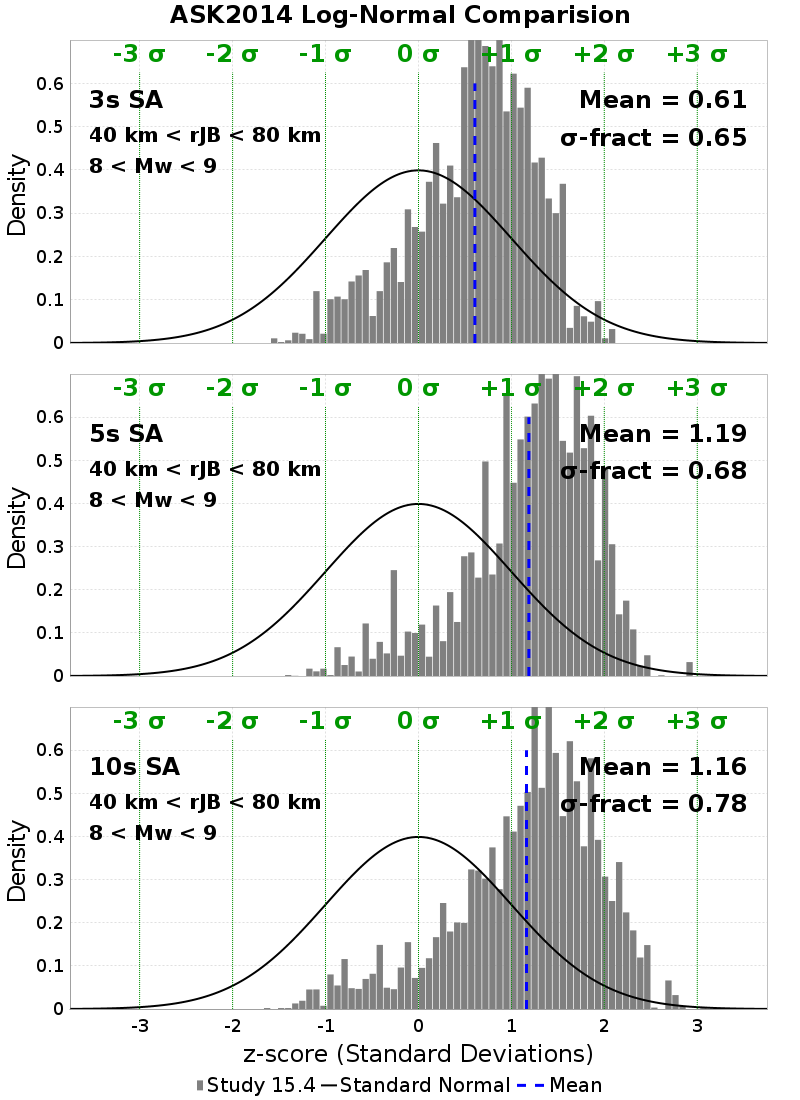 ASK2014 Log-Normal Comparision
-3 σ -2 σ -1 σ 0 σ +1 σ +2 σ +3 σ
0.6
3s SA Mean = 0.61
0.5
40 km < rJB < 80 km σ-fract = 0.65
8 < Mw < 9
0.4
0.3
0.2
0.1
0
Density
-3 σ -2 σ -1 σ 0 σ +1 σ +2 σ +3 σ
0.6
5s SA Mean = 1.19
0.5
40 km < rJB < 80 km σ-fract = 0.68
8 < Mw < 9
0.4
0.3
0.2
0.1
0
Density
-3 σ -2 σ -1 σ 0 σ +1 σ +2 σ +3 σ
0.6
10s SA Mean = 1.16
0.5
40 km < rJB < 80 km σ-fract = 0.78
8 < Mw < 9
0.4
0.3
0.2
0.1
0
Density
-3 -2 -1 0 1 2 3
z-score (Standard Deviations)
Study 15.4 Standard Normal Mean